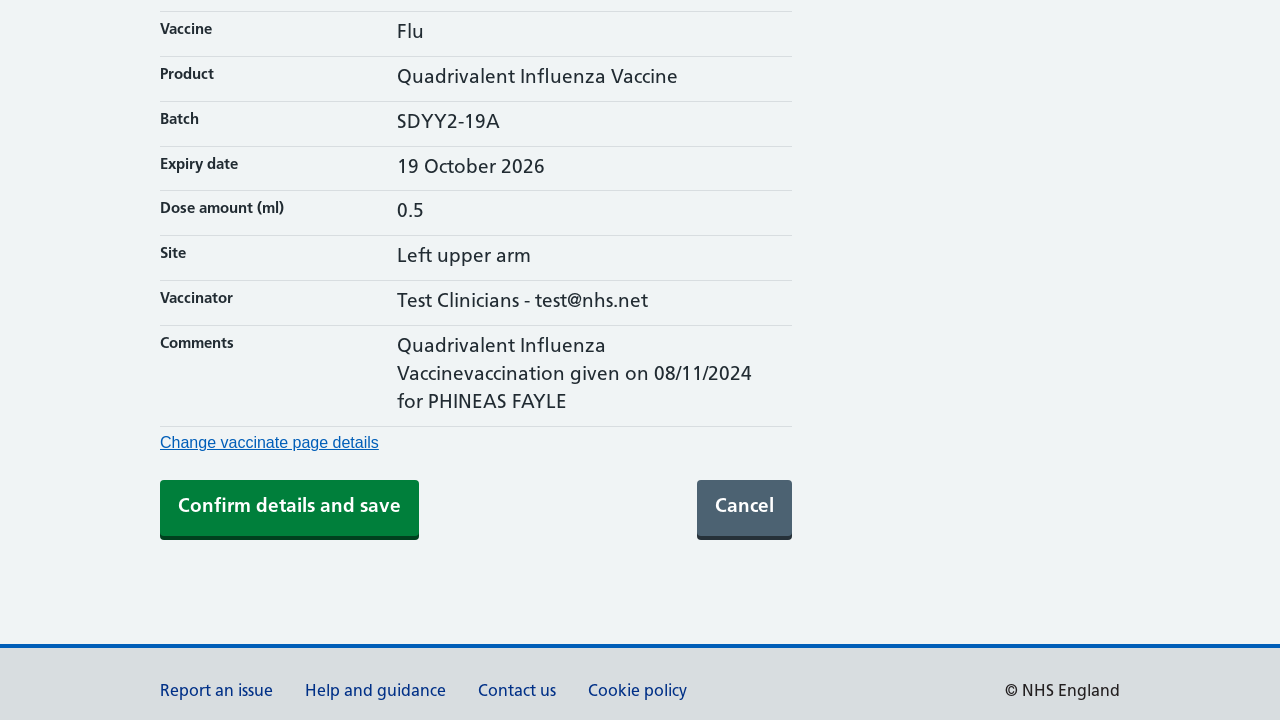 Vaccine Flu
Product Quadrivalent Influenza Vaccine
Batch SDYY2-19A
Expiry date 19 October 2026
Dose amount (ml) 0.5
Site Left upper arm
Vaccinator Test Clinicians - test@nhs.net
Comments Quadrivalent Influenza
Vaccinevaccination given on 08/11/2024
for PHINEAS FAYLE
Change vaccinate page details
Confirm details and save Cancel
Report an issue Help and guidance Contact us Cookie policy © NHS England